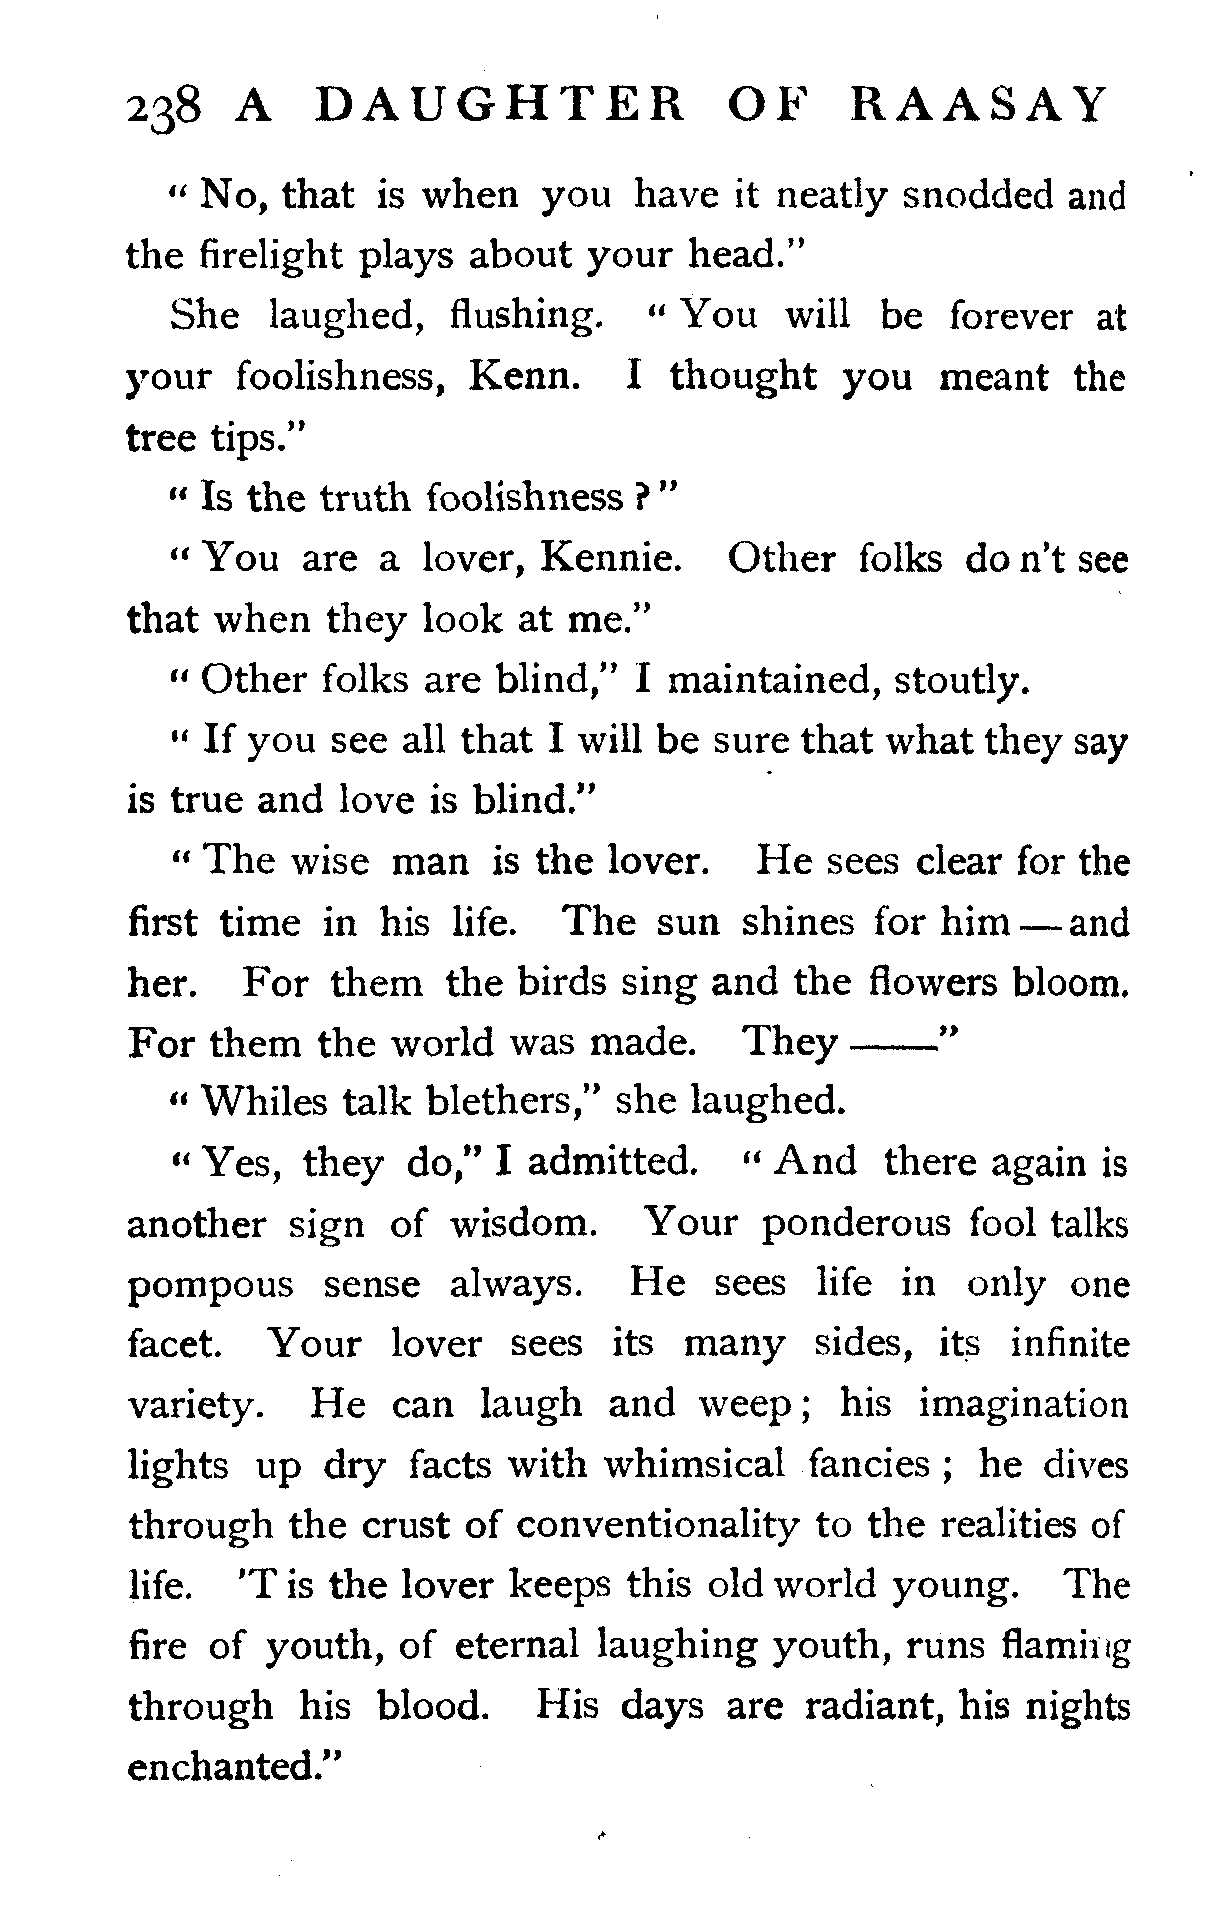 238 A DAUGHTER OF RAASAY
" No, that is when you have it neatly snodded and
the firelight plays about your head."
She laughed, flushing. " You will be forever at
your foolishness, Kenn. I thought you meant the
tree tips."
" Is the truth foolishness ? "
" You are a lover, Kennie. Other folks do n't see
that when they look at me."
" Other folks are blind," I maintained, stoutly.
" If you see all that I will be sure that what they say
is true and love is blind."
" The wise man is the lover. He sees clear for the
first time in his life. The sun shines for him — and
her. For them the birds sing and the flowers bloom.
For them the world was made. They ——"
" Whiles talk blethers," she laughed.
" Yes, they do," I admitted. " And there again is
another sign of wisdom. Your ponderous fool talks
pompous sense always. He sees life in only one
facet. Your lover sees its many sides, its infinite
variety. He can laugh and weep ; his imagination
lights up dry facts with whimsical fancies ; he dives
through the crust of conventionality to the realities of
life. 'T is the lover keeps this old world young. The
fire of youth, of eternal laughing youth, runs flaming
through his blood. His days are radiant, his nights
enchanted."